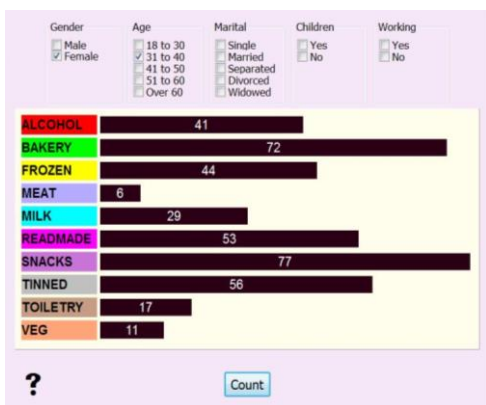 Gender Age Marital Children Working
Male 18 to 30 Single Yes Yes
Female 31 to 40 Married No No
41 to 50 Separated
51 to 60 Divorced
Over 60 Widowed
ALCOHOL 41
BAKERY 72
FROZEN 44
MEAT 6
MILK 29
READMADE 53
SNACKS 77
TINNED 56
TOILETRY 17
VEG 11
? Count